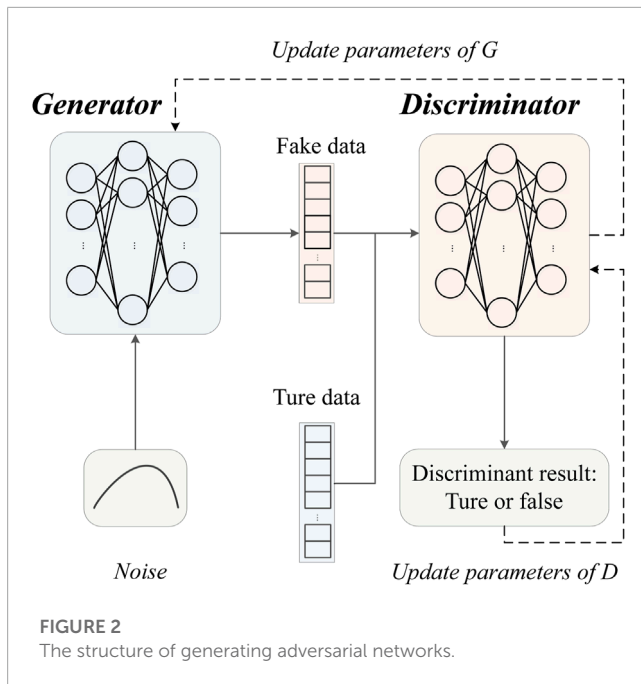 Update parameters of G
Generator
Discriminator
Fake data
Ture data
Discriminant result:
Ture or false
Noise
Update parameters of D
FIGURE 2
The structure of generating adversarial networks.